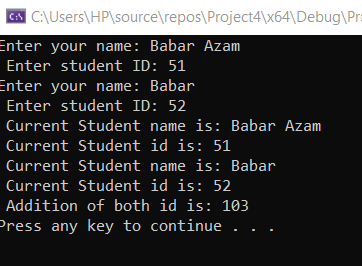 C:\Users\HP\source\repos\Project4\x64\Debug\Pr
Enter your name: Babar Azam
Enter student ID: 51
Enter your name: Babar
Enter student ID: 52
Current Student name is: Babar Azam
Current Student id is: 51
Current Student name is: Babar
Current Student id is: 52
Addition of both id is: 103
Press any key to continue . . .